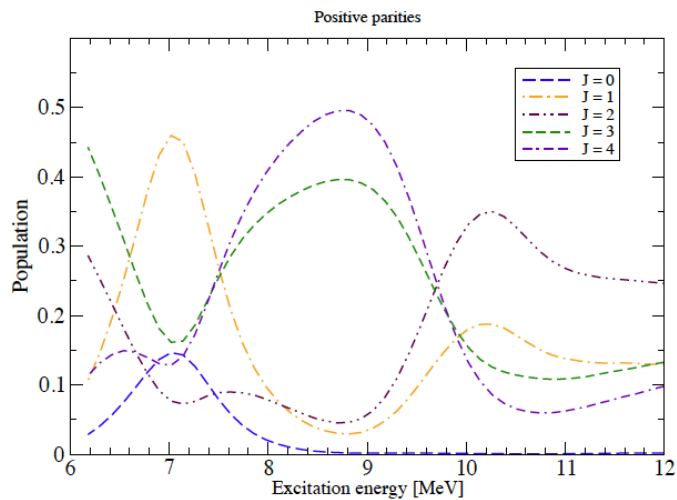 Positive parities
Population
0.5
0.4
0.3
0.2
0.1
0
6
7
8
9
10
11
12
Excitation energy [MeV]
J = 0
J = 1
J = 2
J = 3
J = 4